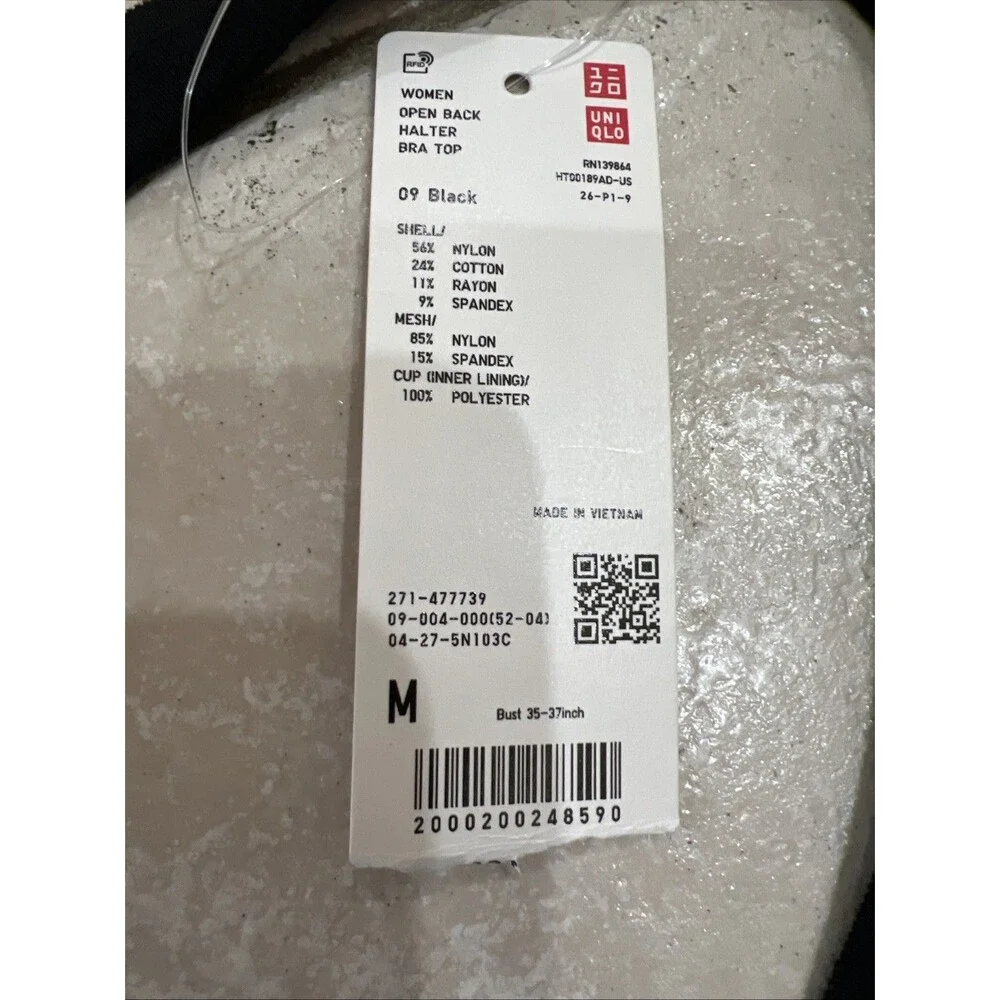 RFID
WOMEN
OPEN BACK
HALTER
BRA TOP
ユニ
クロ
UNI
QLO
RN139864
HT00189AD-US
26-P1-9
09 Black
SHELL/
56% NYLON
24% COTTON
11% RAYON
9% SPANDEX
MESH/
85% NYLON
15% SPANDEX
CUP (INNER LINING)/
100% POLYESTER
MADE IN VIETNAM
271-477739
09-004-000(52-04)
04-27-5N103C
M
Bust 35-37inch
2000200248590